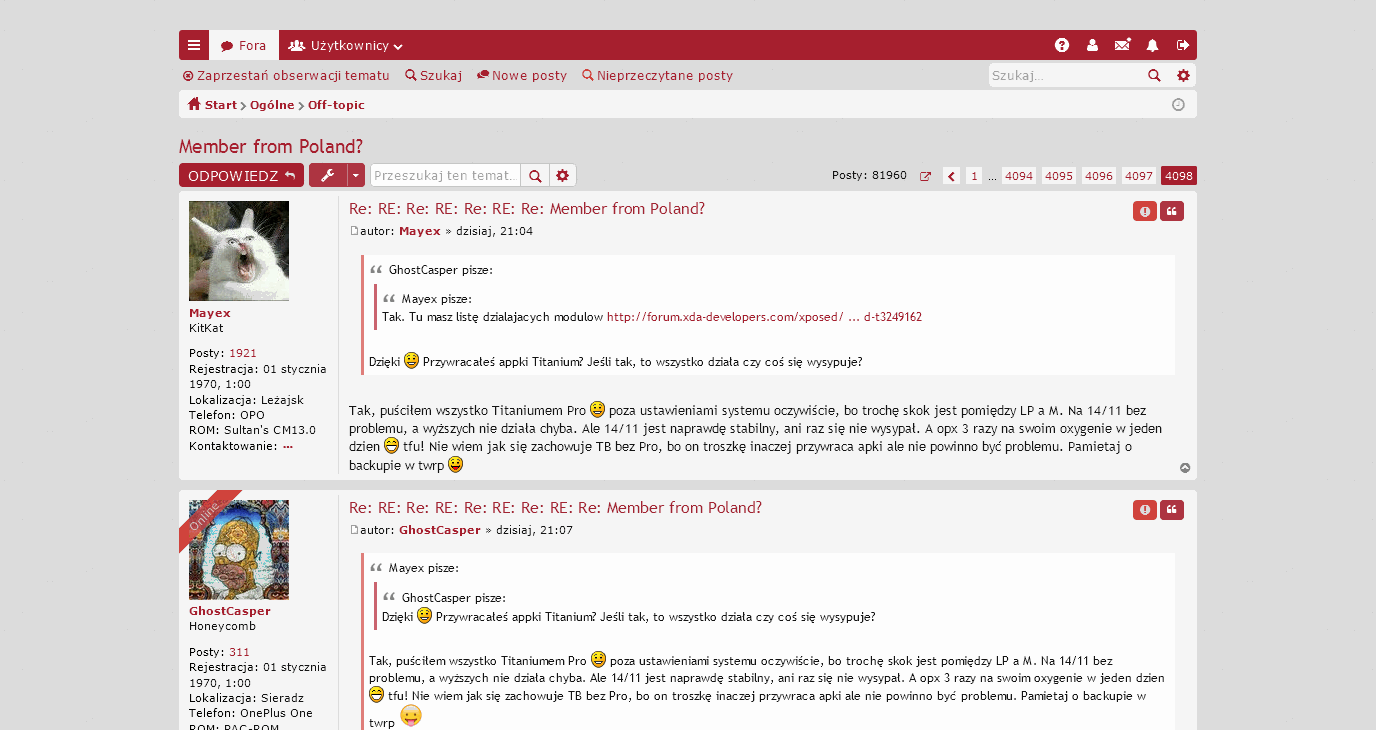 Fora Użytkownicy
Zaprzestań obserwacji tematu Szukaj Nowe posty Nieprzeczytane posty Szukaj...
Start Ogólne Off-topic
Member from Poland?
ODPOWIEDZ Przeszukaj ten temat... Posty: 81960 1 ... 4094 4095 4096 4097 4098
Re: RE: Re: RE: Re: RE: Re: Member from Poland?
autor: Mayex » dzisiaj, 21:04
GhostCasper pisze:
Mayex pisze:
Tak. Tu masz listę dzialajacych modulow http://forum.xda-developers.com/xposed/ ... d-t3249162
Dzięki Przywracałeś appki Titanium? Jeśli tak, to wszystko działa czy coś się wysypuje?
Tak, puściłem wszystko Titaniumem Pro poza ustawieniami systemu oczywiście, bo trochę skok jest pomiędzy LP a M. Na 14/11 bez
problemu, a wyższych nie działa chyba. Ale 14/11 jest naprawdę stabilny, ani raz się nie wysypał. A opx 3 razy na swoim oxygenie w jeden
dzien tfu! Nie wiem jak się zachowuje TB bez Pro, bo on troszkę inaczej przywraca apki ale nie powinno być problemu. Pamietaj o
backupie w twrp
Mayex
KitKat
Posty: 1921
Rejestracja: 01 stycznia
1970, 1:00
Lokalizacja: Leżajsk
Telefon: OPO
ROM: Sultan's CM13.0
Kontaktowanie:
Re: RE: Re: RE: Re: RE: Re: RE: Re: Member from Poland?
autor: GhostCasper » dzisiaj, 21:07
Mayex pisze:
GhostCasper pisze:
Dzięki Przywracałeś appki Titanium? Jeśli tak, to wszystko działa czy coś się wysypuje?
Tak, puściłem wszystko Titaniumem Pro poza ustawieniami systemu oczywiście, bo trochę skok jest pomiędzy LP a M. Na 14/11 bez
problemu, a wyższych nie działa chyba. Ale 14/11 jest naprawdę stabilny, ani raz się nie wysypał. A opx 3 razy na swoim oxygenie w jeden dzien
tfu! Nie wiem jak się zachowuje TB bez Pro, bo on troszkę inaczej przywraca apki ale nie powinno być problemu. Pamietaj o backupie w
twrp
Online
GhostCasper
Honeycomb
Posty: 311
Rejestracja: 01 stycznia
1970, 1:00
Lokalizacja: Sieradz
Telefon: OnePlus One
ROM: PAC-ROM